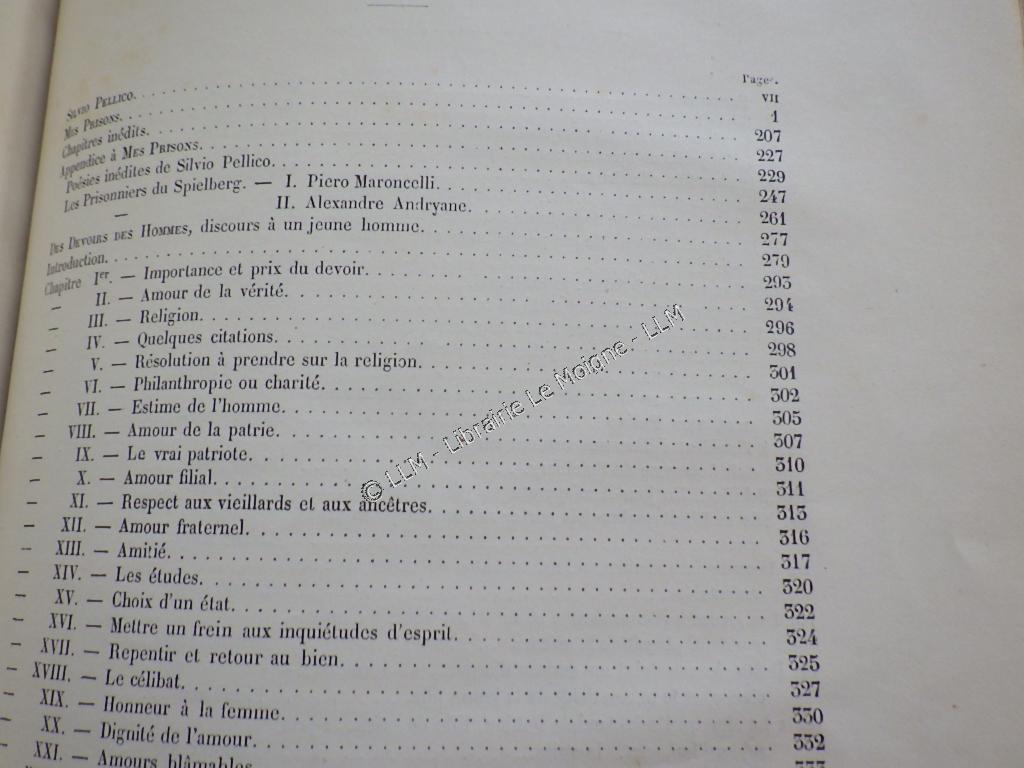 Pages.
SILVIO PELLICO. VII
MES PRISONS. 1
Chapitres inédits. 207
Appendice à MES PRISONS. 227
Poésies inédites de Silvio Pellico. 229
Les Prisonniers du Spielberg. — I. Piero Maroncelli. 247
— II. Alexandre Andryane. 261
DES DEVOIRS DES HOMMES, discours à un jeune homme. 277
Introduction. 279
Chapitre Ier. — Importance et prix du devoir. 293
— II. — Amour de la vérité. 294
— III. — Religion. 296
— IV. — Quelques citations. 298
— V. — Résolution à prendre sur la religion. 301
— VI. — Philanthropie ou charité. 302
— VII. — Estime de l'homme. 305
— VIII. — Amour de la patrie. 307
— IX. — Le vrai patriote. 310
— X. — Amour filial. 311
— XI. — Respect aux vieillards et aux ancêtres. 313
— XII. — Amour fraternel. 316
— XIII. — Amitié. 317
— XIV. — Les études. 320
— XV. — Choix d'un état. 322
— XVI. — Mettre un frein aux inquiétudes d'esprit. 324
— XVII. — Repentir et retour au bien. 325
— XVIII. — Le célibat. 327
— XIX. — Honneur à la femme. 330
— XX. — Dignité de l'amour. 332
— XXI. — Amours blâmables. 333
© LLM - Librairie Le Moigne - LLM